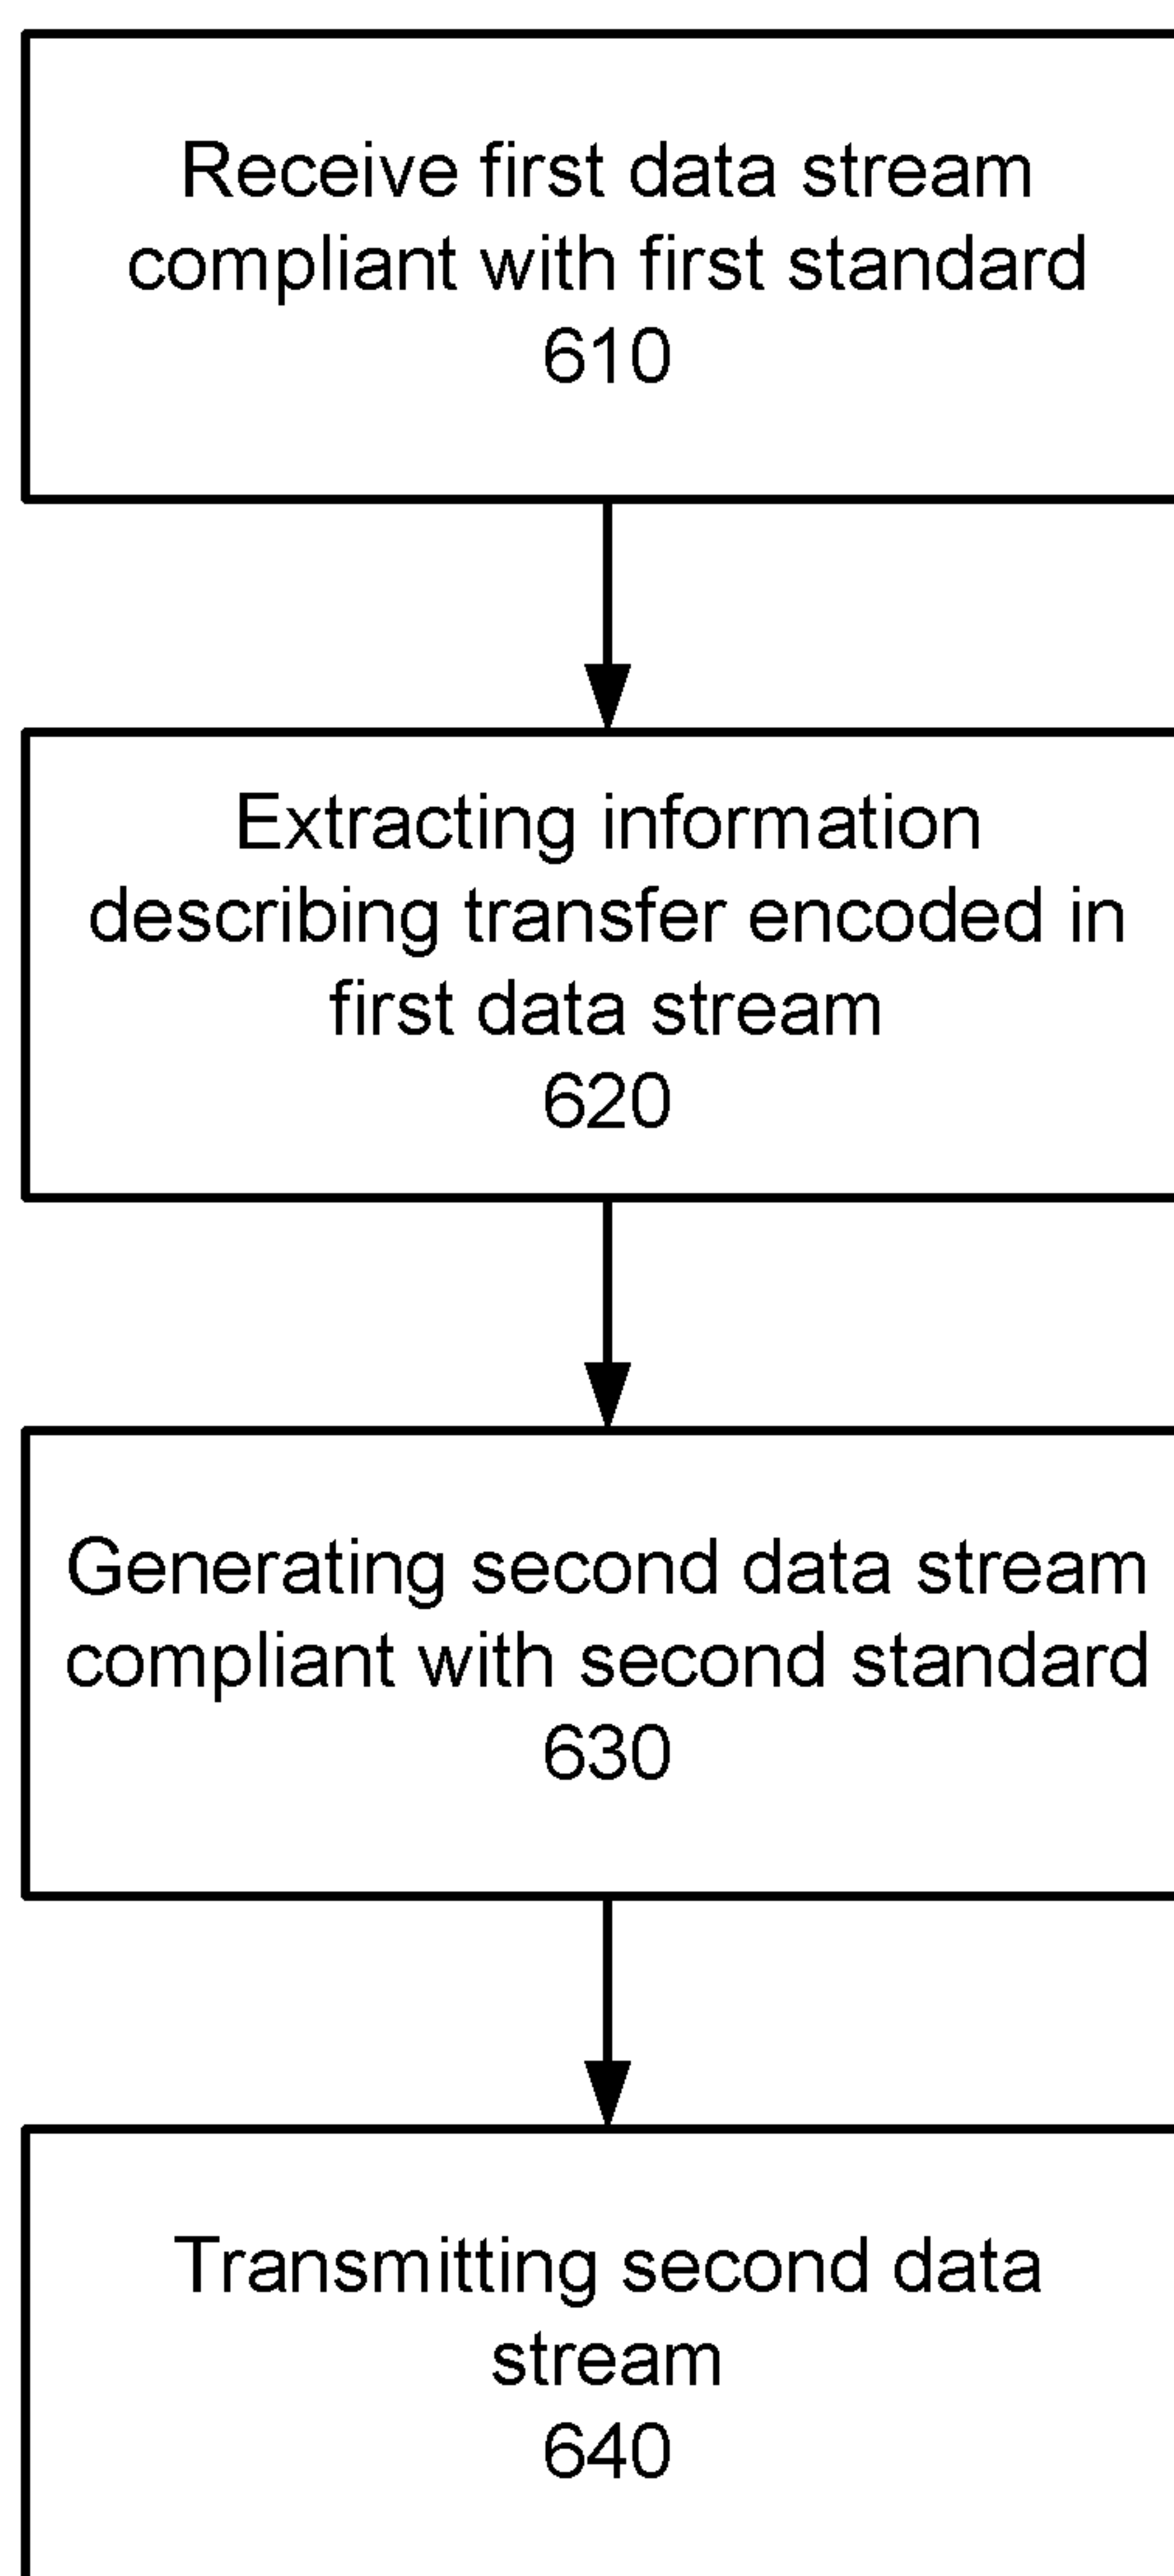 Receive first data stream
compliant with first standard
610
Extracting information
describing transfer encoded in
first data stream
620
Generating second data stream
compliant with second standard
630
Transmitting second data
stream
640